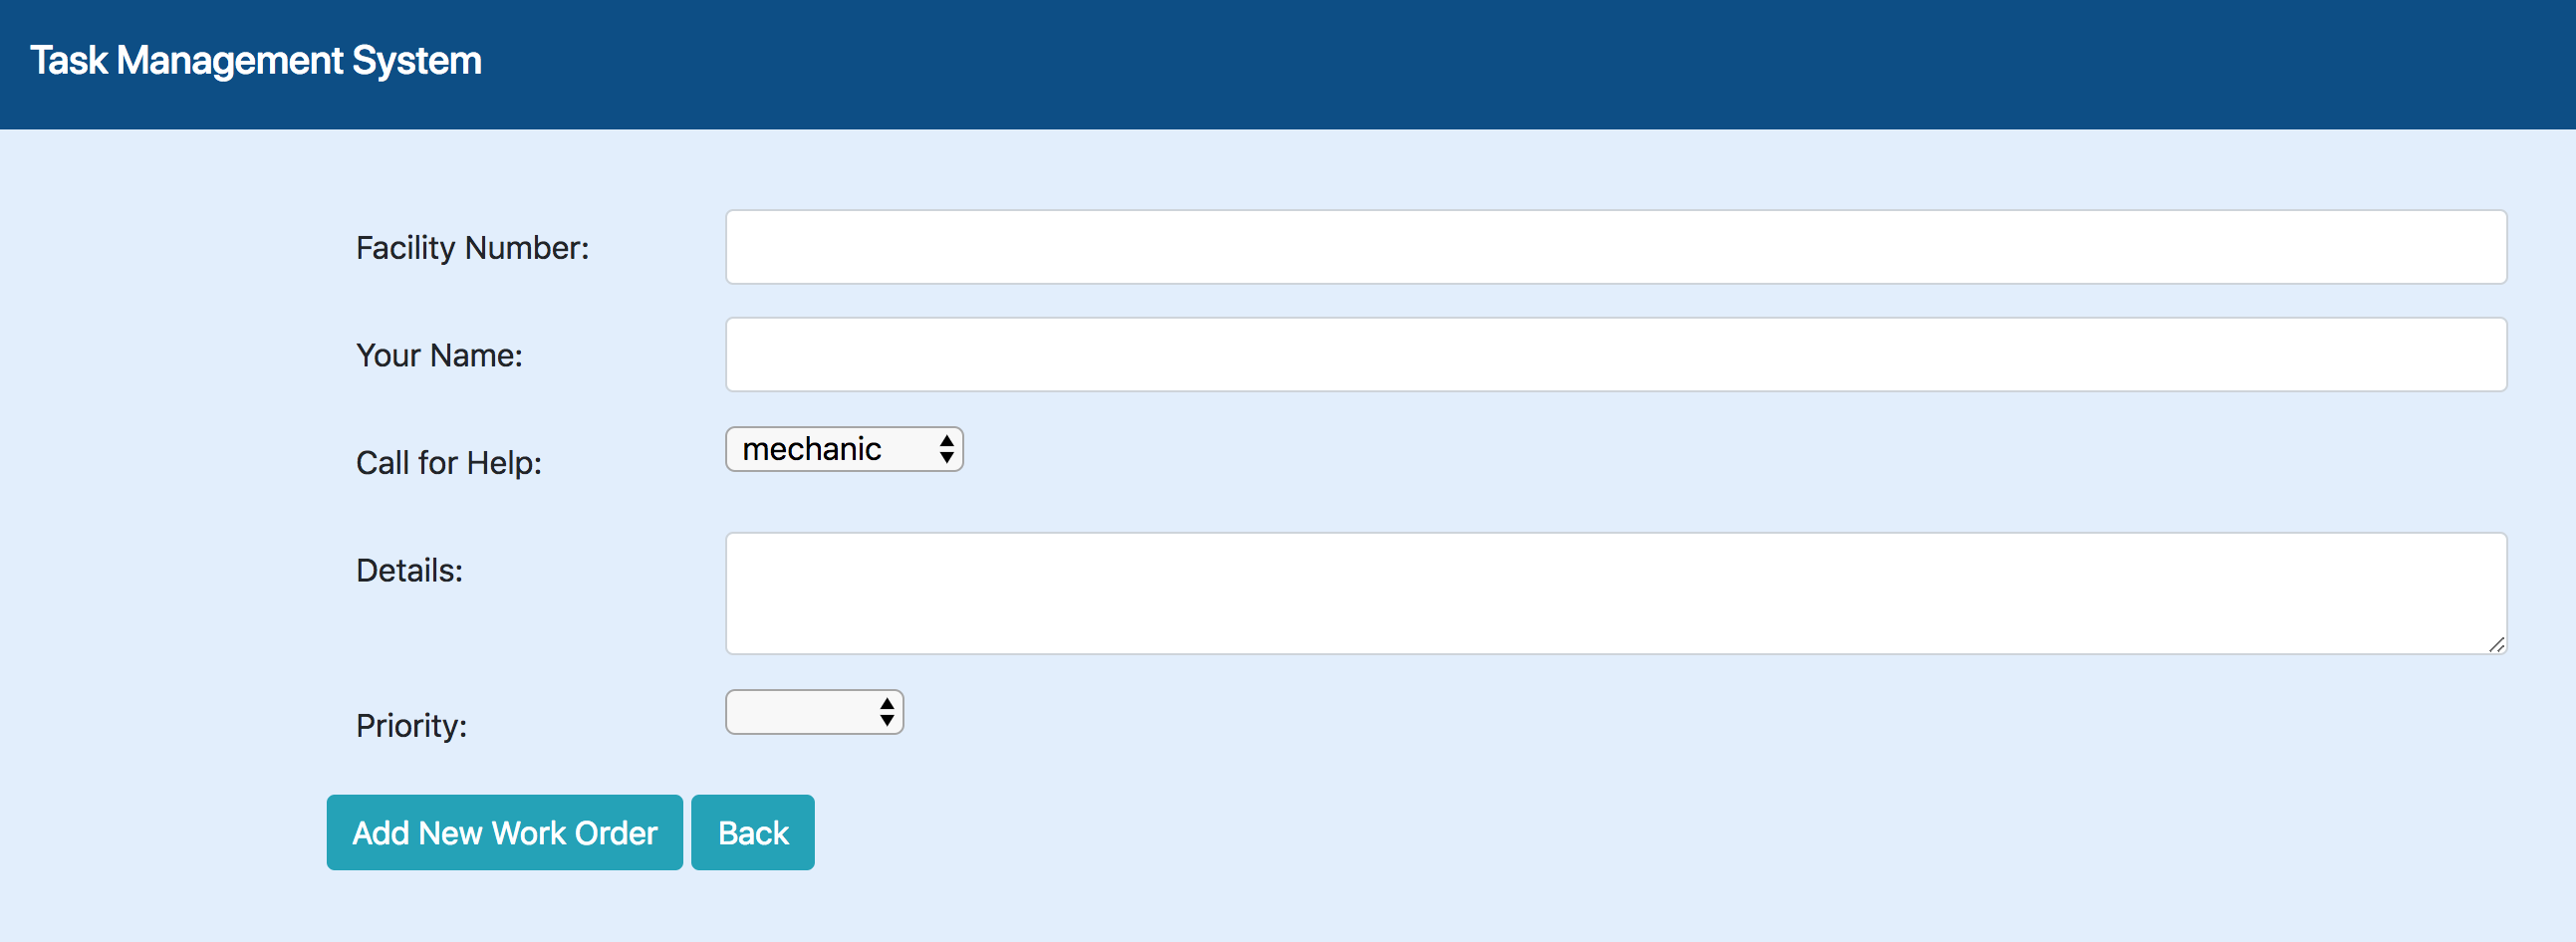 Task Management System
Facility Number:
Your Name:
Call for Help: mechanic
Details:
Priority:
Add New Work Order Back